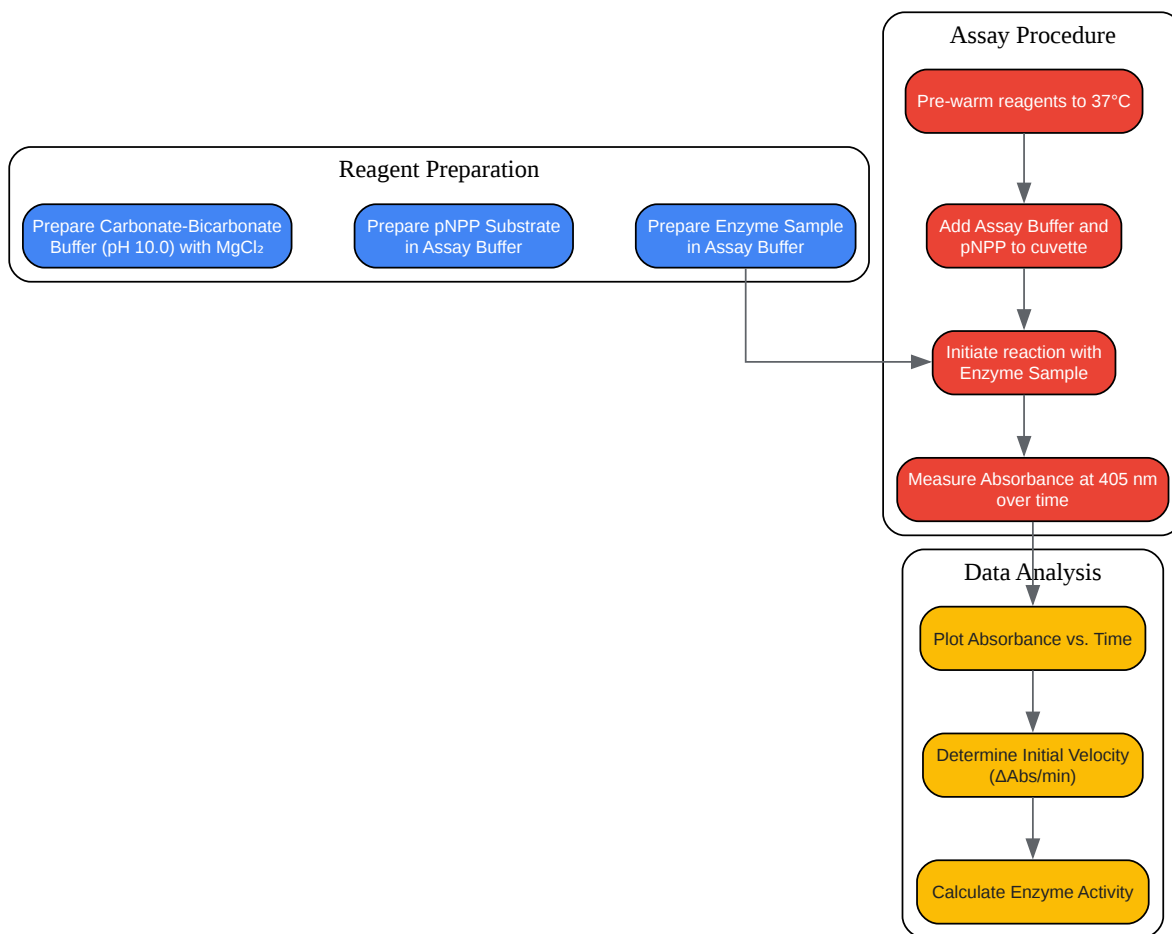 Reagent Preparation
Prepare Carbonate-Bicarbonate
Buffer (pH 10.0) with MgCl₂
Prepare pNPP Substrate
in Assay Buffer
Prepare Enzyme Sample
in Assay Buffer
Assay Procedure
Pre-warm reagents to 37°C
Add Assay Buffer and
pNPP to cuvette
Initiate reaction with
Enzyme Sample
Measure Absorbance at 405 nm
over time
Data Analysis
Plot Absorbance vs. Time
Determine Initial Velocity
(ΔAbs/min)
Calculate Enzyme Activity